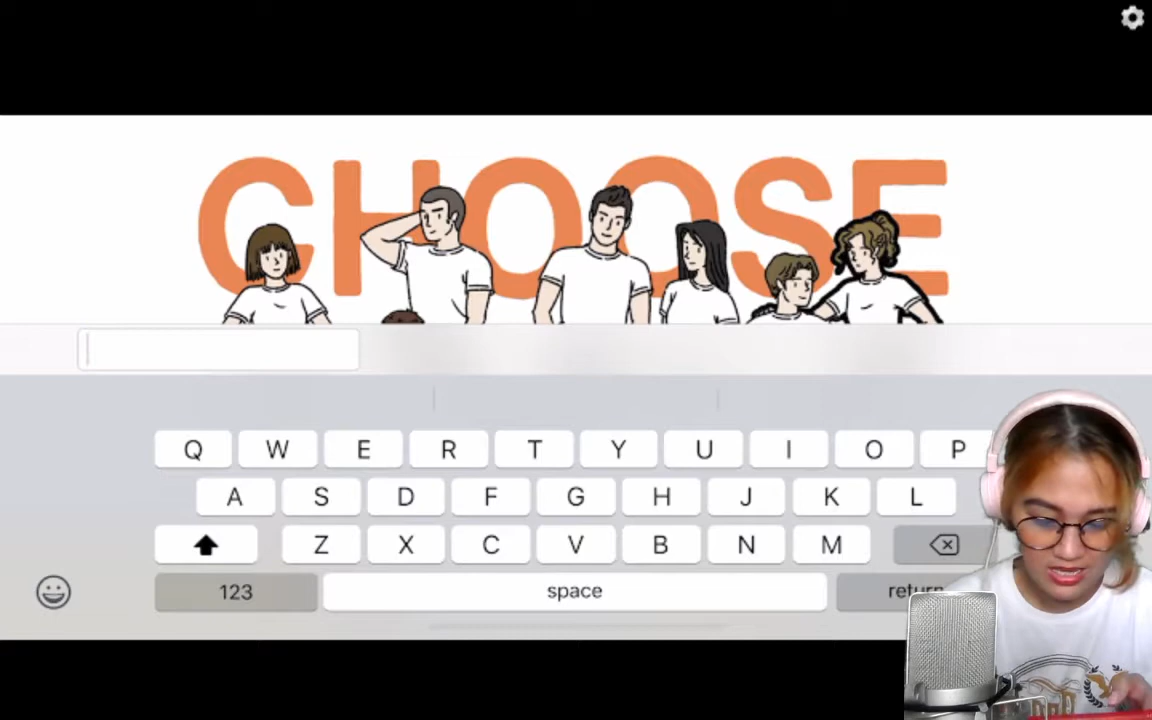 CHOOSE
Q W E R T Y U I O P
A S D F G H J K L
Z X C V B N M
123 space return